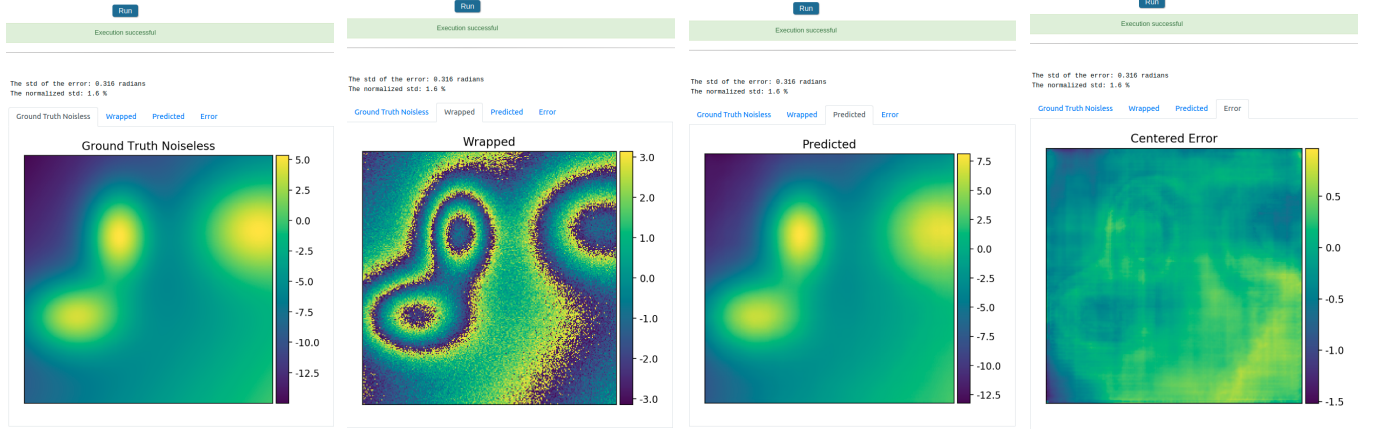 Run
Execution successful
The std of the error: 0.316 radians
The normalized std: 1.6 %
Ground Truth Noisless Wrapped Predicted Error
Ground Truth Noiseless
5.0
2.5
0.0
-2.5
-5.0
-7.5
-10.0
-12.5
Run
Execution successful
The std of the error: 0.316 radians
The normalized std: 1.6 %
Ground Truth Noisless Wrapped Predicted Error
Wrapped
3.0
2.0
1.0
0.0
-1.0
-2.0
-3.0
Run
Execution successful
The std of the error: 0.316 radians
The normalized std: 1.6 %
Ground Truth Noisless Wrapped Predicted Error
Predicted
7.5
5.0
2.5
0.0
-2.5
-5.0
-7.5
-10.0
-12.5
Run
Execution successful
The std of the error: 0.316 radians
The normalized std: 1.6 %
Ground Truth Noisless Wrapped Predicted Error
Centered Error
0.5
0.0
-0.5
-1.0
-1.5